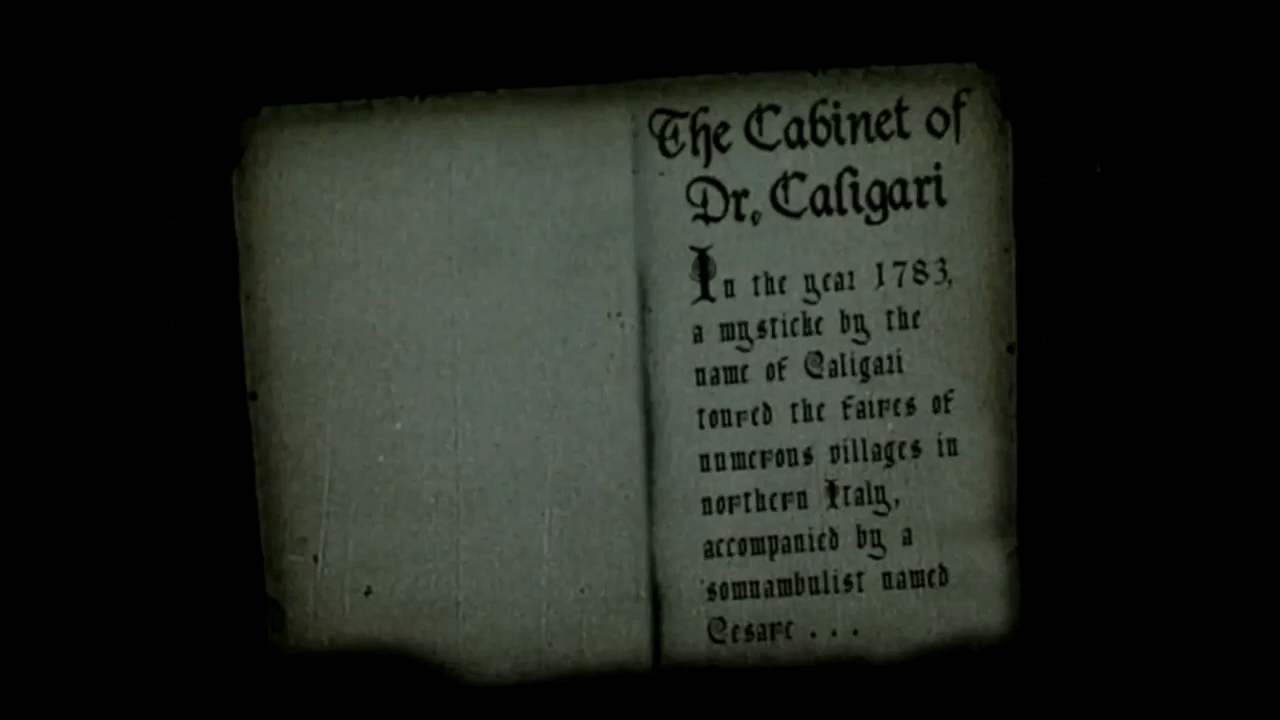 The Cabinet of
Dr. Caligari
In the year 1783,
a mysticke by the
name of Caligari
toured the faires of
numerous villages in
northern Italy,
accompanied by a
somnambulist named
Cesare . . .